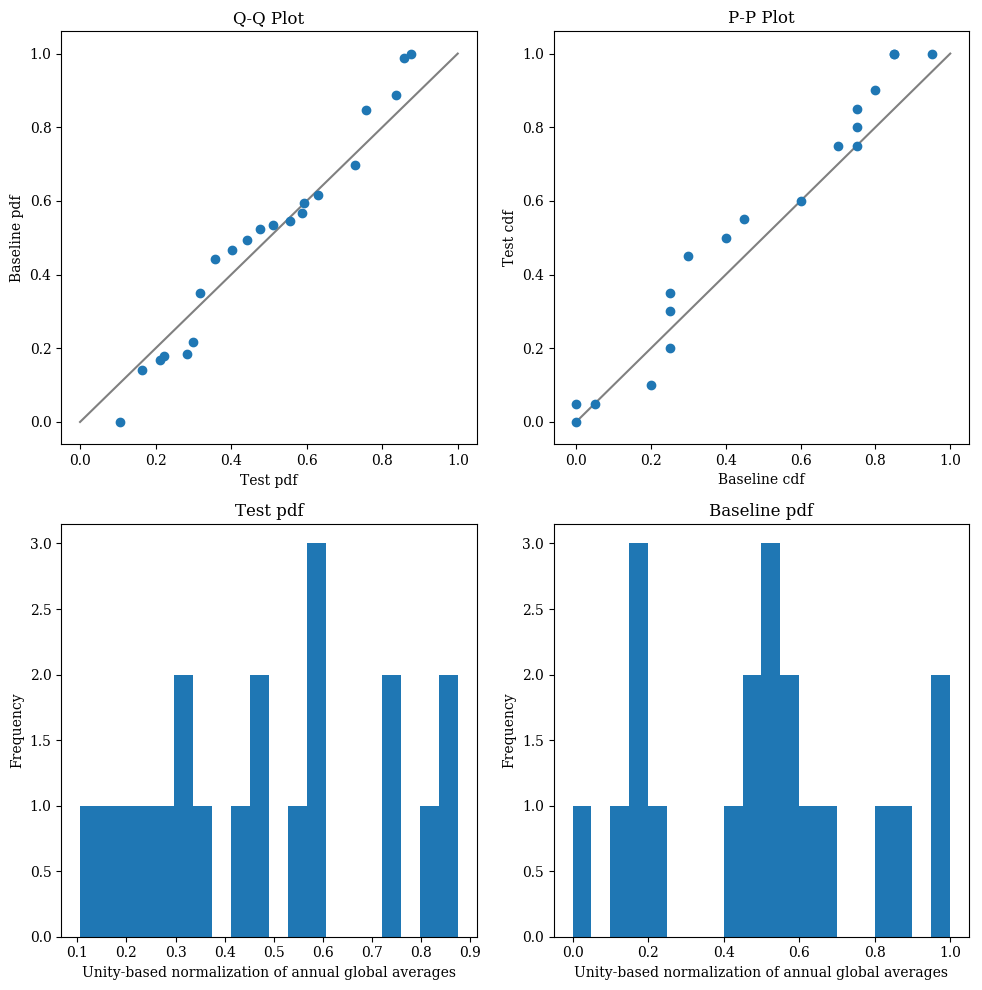 Q-Q Plot
1.0
0.8
0.6
0.4
0.2
0.0
Baseline pdf
0.0 0.2 0.4 0.6 0.8 1.0
Test pdf
P-P Plot
1.0
0.8
0.6
0.4
0.2
0.0
Test cdf
0.0 0.2 0.4 0.6 0.8 1.0
Baseline cdf
Test pdf
3.0
2.5
2.0
1.5
1.0
0.5
0.0
Frequency
0.1 0.2 0.3 0.4 0.5 0.6 0.7 0.8 0.9
Unity-based normalization of annual global averages
Baseline pdf
3.0
2.5
2.0
1.5
1.0
0.5
0.0
Frequency
0.0 0.2 0.4 0.6 0.8 1.0
Unity-based normalization of annual global averages